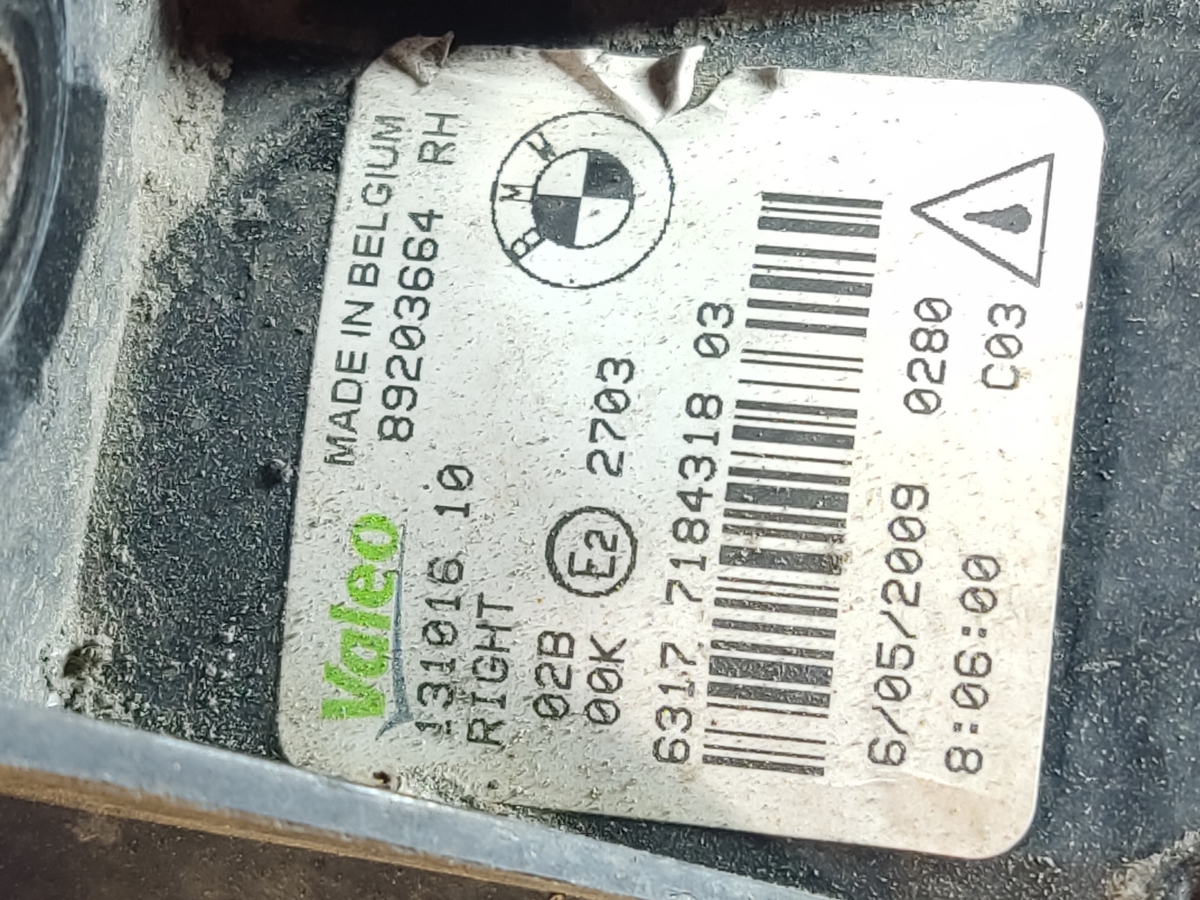 Valeo
MADE IN BELGIUM
131016 10
89203664 RH
RIGHT
BMW
02B
00K
E2
2703
6317 7184318 03
6/05/2009 0280
8:06:00 C03